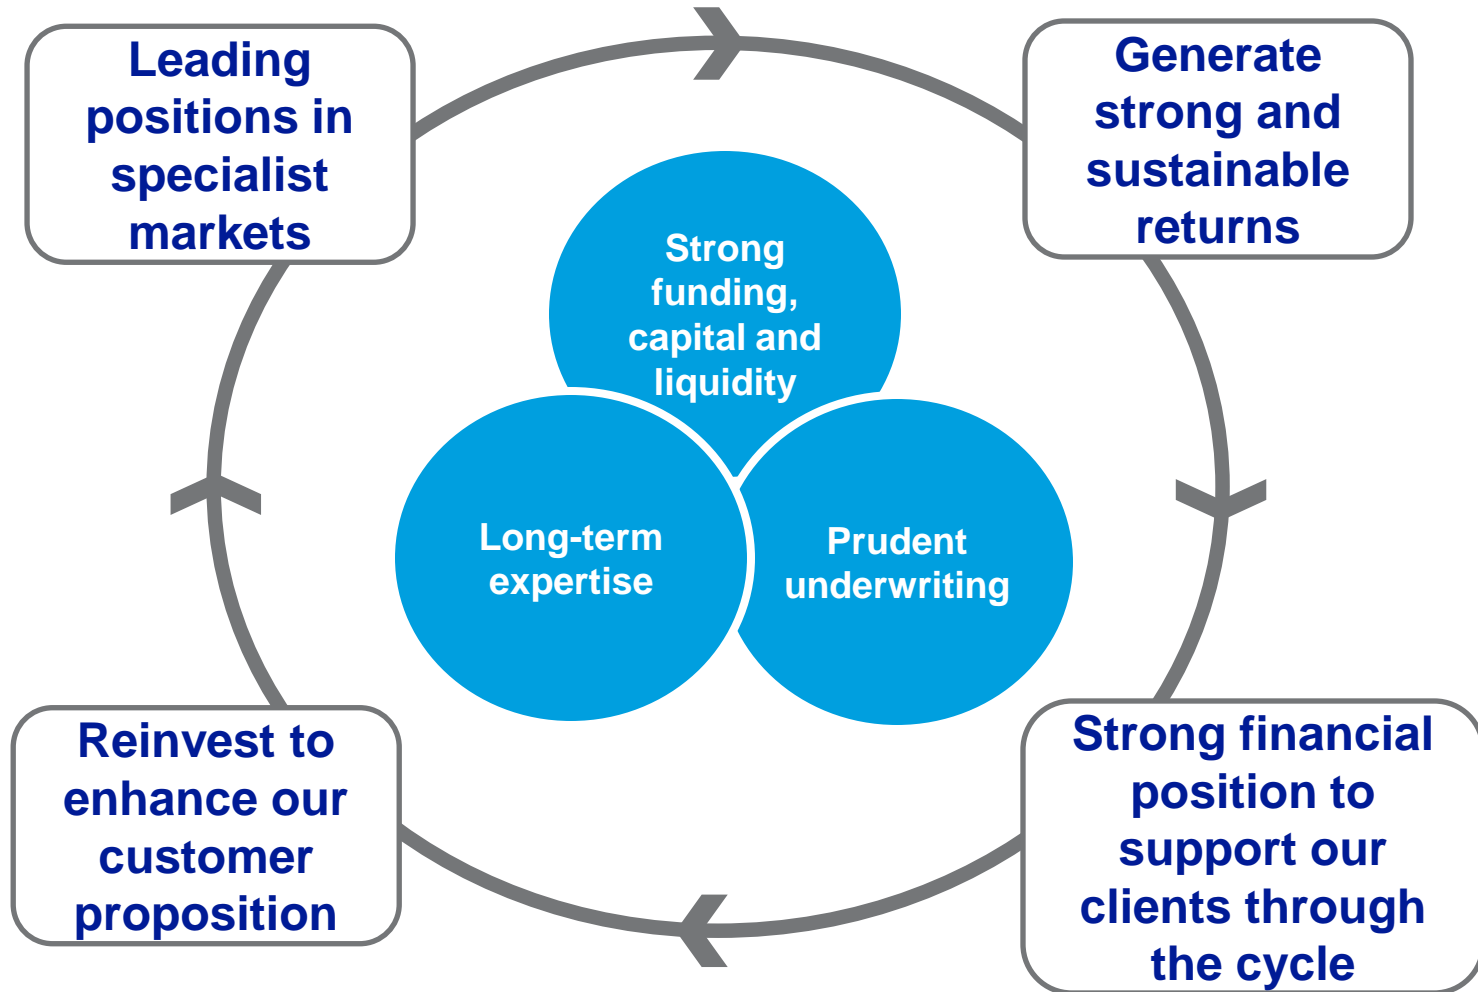 Leading
positions in
specialist
markets
Generate
strong and
sustainable
returns
Strong
funding,
capital and
liquidity
Long-term
expertise
Prudent
underwriting
Reinvest to
enhance our
customer
proposition
Strong financial
position to
support our
clients through
the cycle